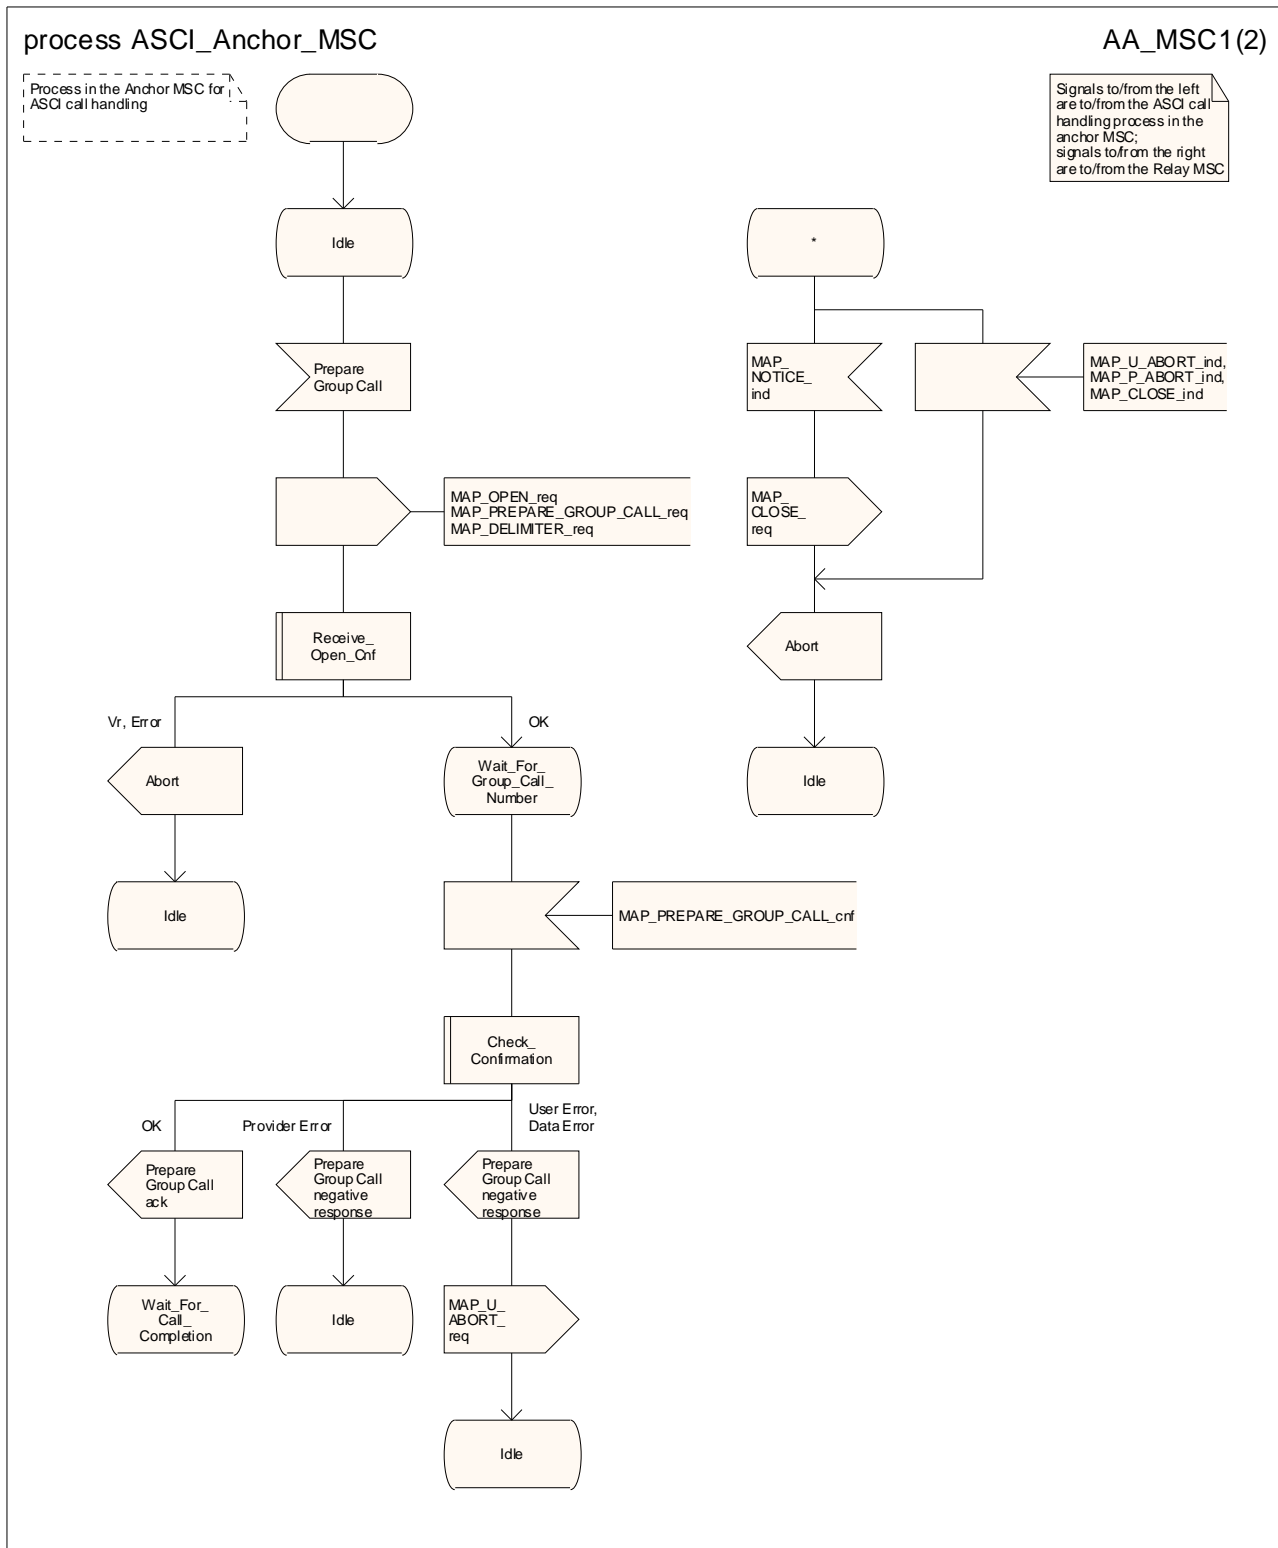 process ASCI_Anchor_MSC
AA_MSC1(2)
Process in the Anchor MSC for
ASCI call handling
Signals to/from the left
are to/from the ASCI call
handling process in the
anchor MSC;
signals to/from the right
are to/from the Relay MSC
Idle
*
Prepare
Group Call
MAP_
NOTICE_
ind
MAP_U_ABORT_ind,
MAP_P_ABORT_ind,
MAP_CLOSE_ind
MAP_OPEN_req
MAP_PREPARE_GROUP_CALL_req
MAP_DELIMITER_req
MAP_
CLOSE_
req
Receive_
Open_Cnf
Abort
Vr, Error
OK
Abort
Wait_For_
Group_Call_
Number
Idle
Idle
MAP_PREPARE_GROUP_CALL_cnf
Check_
Confirmation
OK
Provider Error
User Error,
Data Error
Prepare
Group Call
ack
Prepare
Group Call
negative
response
Prepare
Group Call
negative
response
Wait_For_
Call_
Completion
Idle
MAP_U_
ABORT_
req
Idle